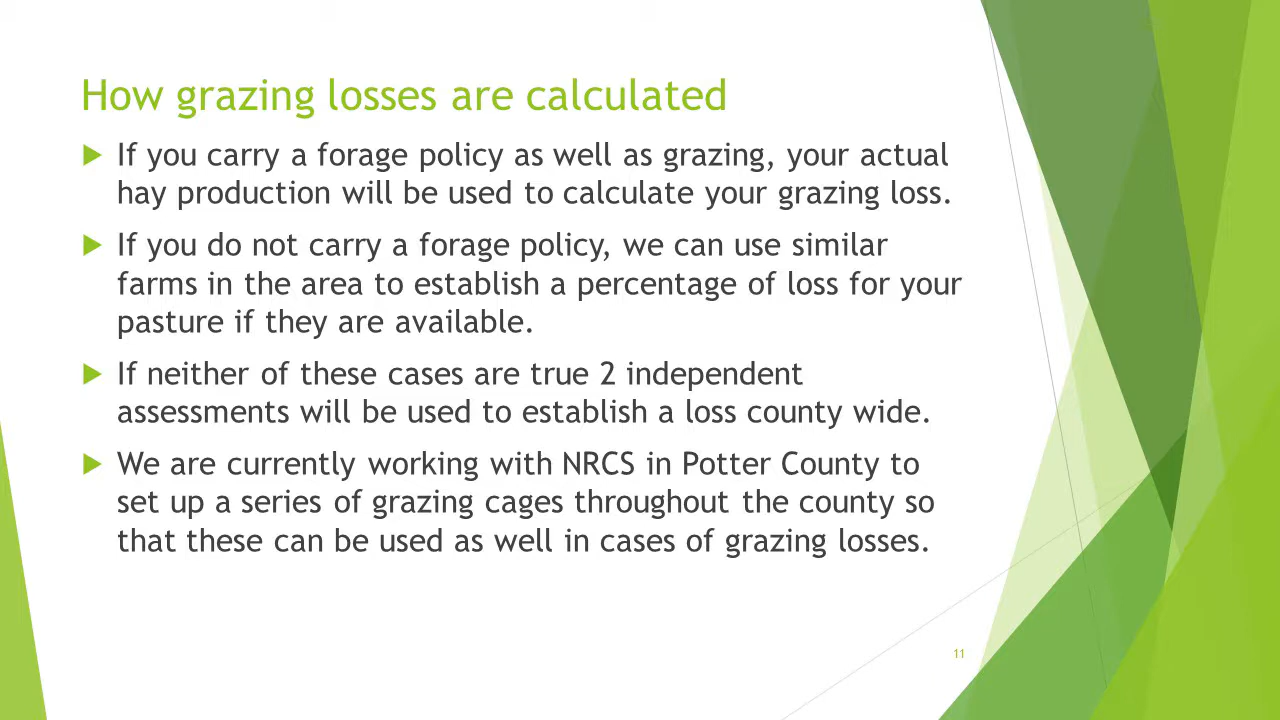 How grazing losses are calculated
If you carry a forage policy as well as grazing, your actual
hay production will be used to calculate your grazing loss.
If you do not carry a forage policy, we can use similar
farms in the area to establish a percentage of loss for your
pasture if they are available.
If neither of these cases are true 2 independent
assessments will be used to establish a loss county wide.
We are currently working with NRCS in Potter County to
set up a series of grazing cages throughout the county so
that these can be used as well in cases of grazing losses.
11